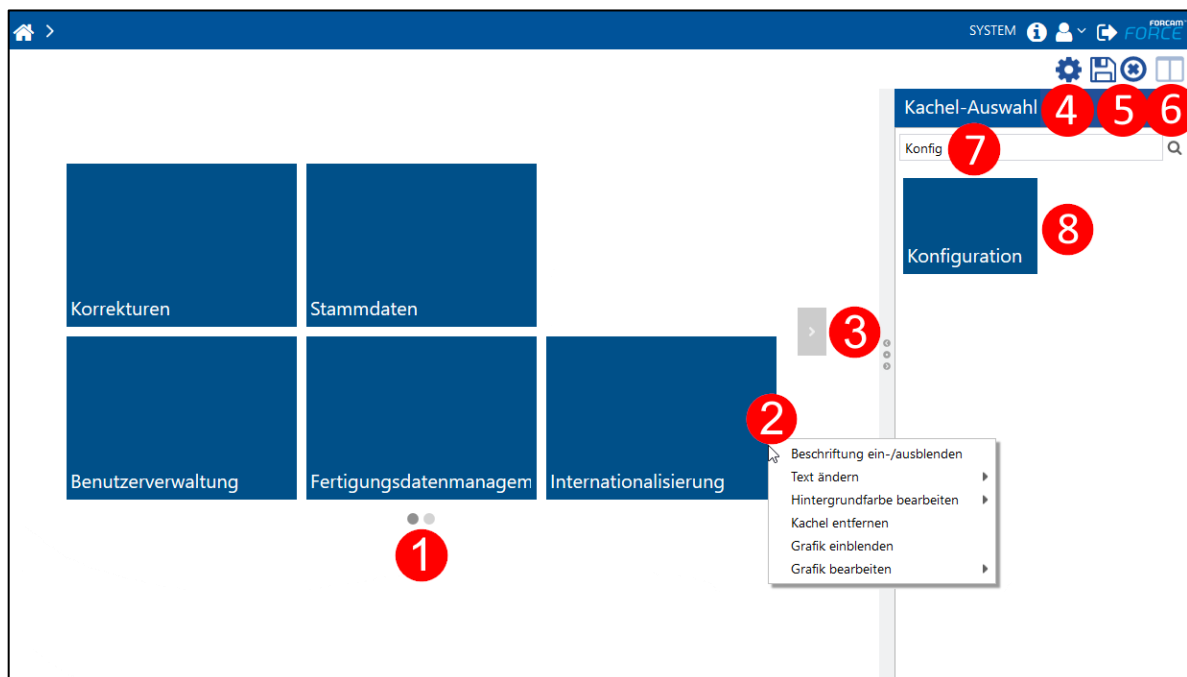 SYSTEM
FORCAM
FORCE
Kachel-Auswahl
4
5
6
Konfig
7
Konfiguration
8
Korrekturen
Stammdaten
3
Benutzerverwaltung
Fertigungsdatenmanagem
Internationalisierung
2
Beschriftung ein-/ausblenden
Text ändern
Hintergrundfarbe bearbeiten
Kachel entfernen
Grafik einblenden
Grafik bearbeiten
1